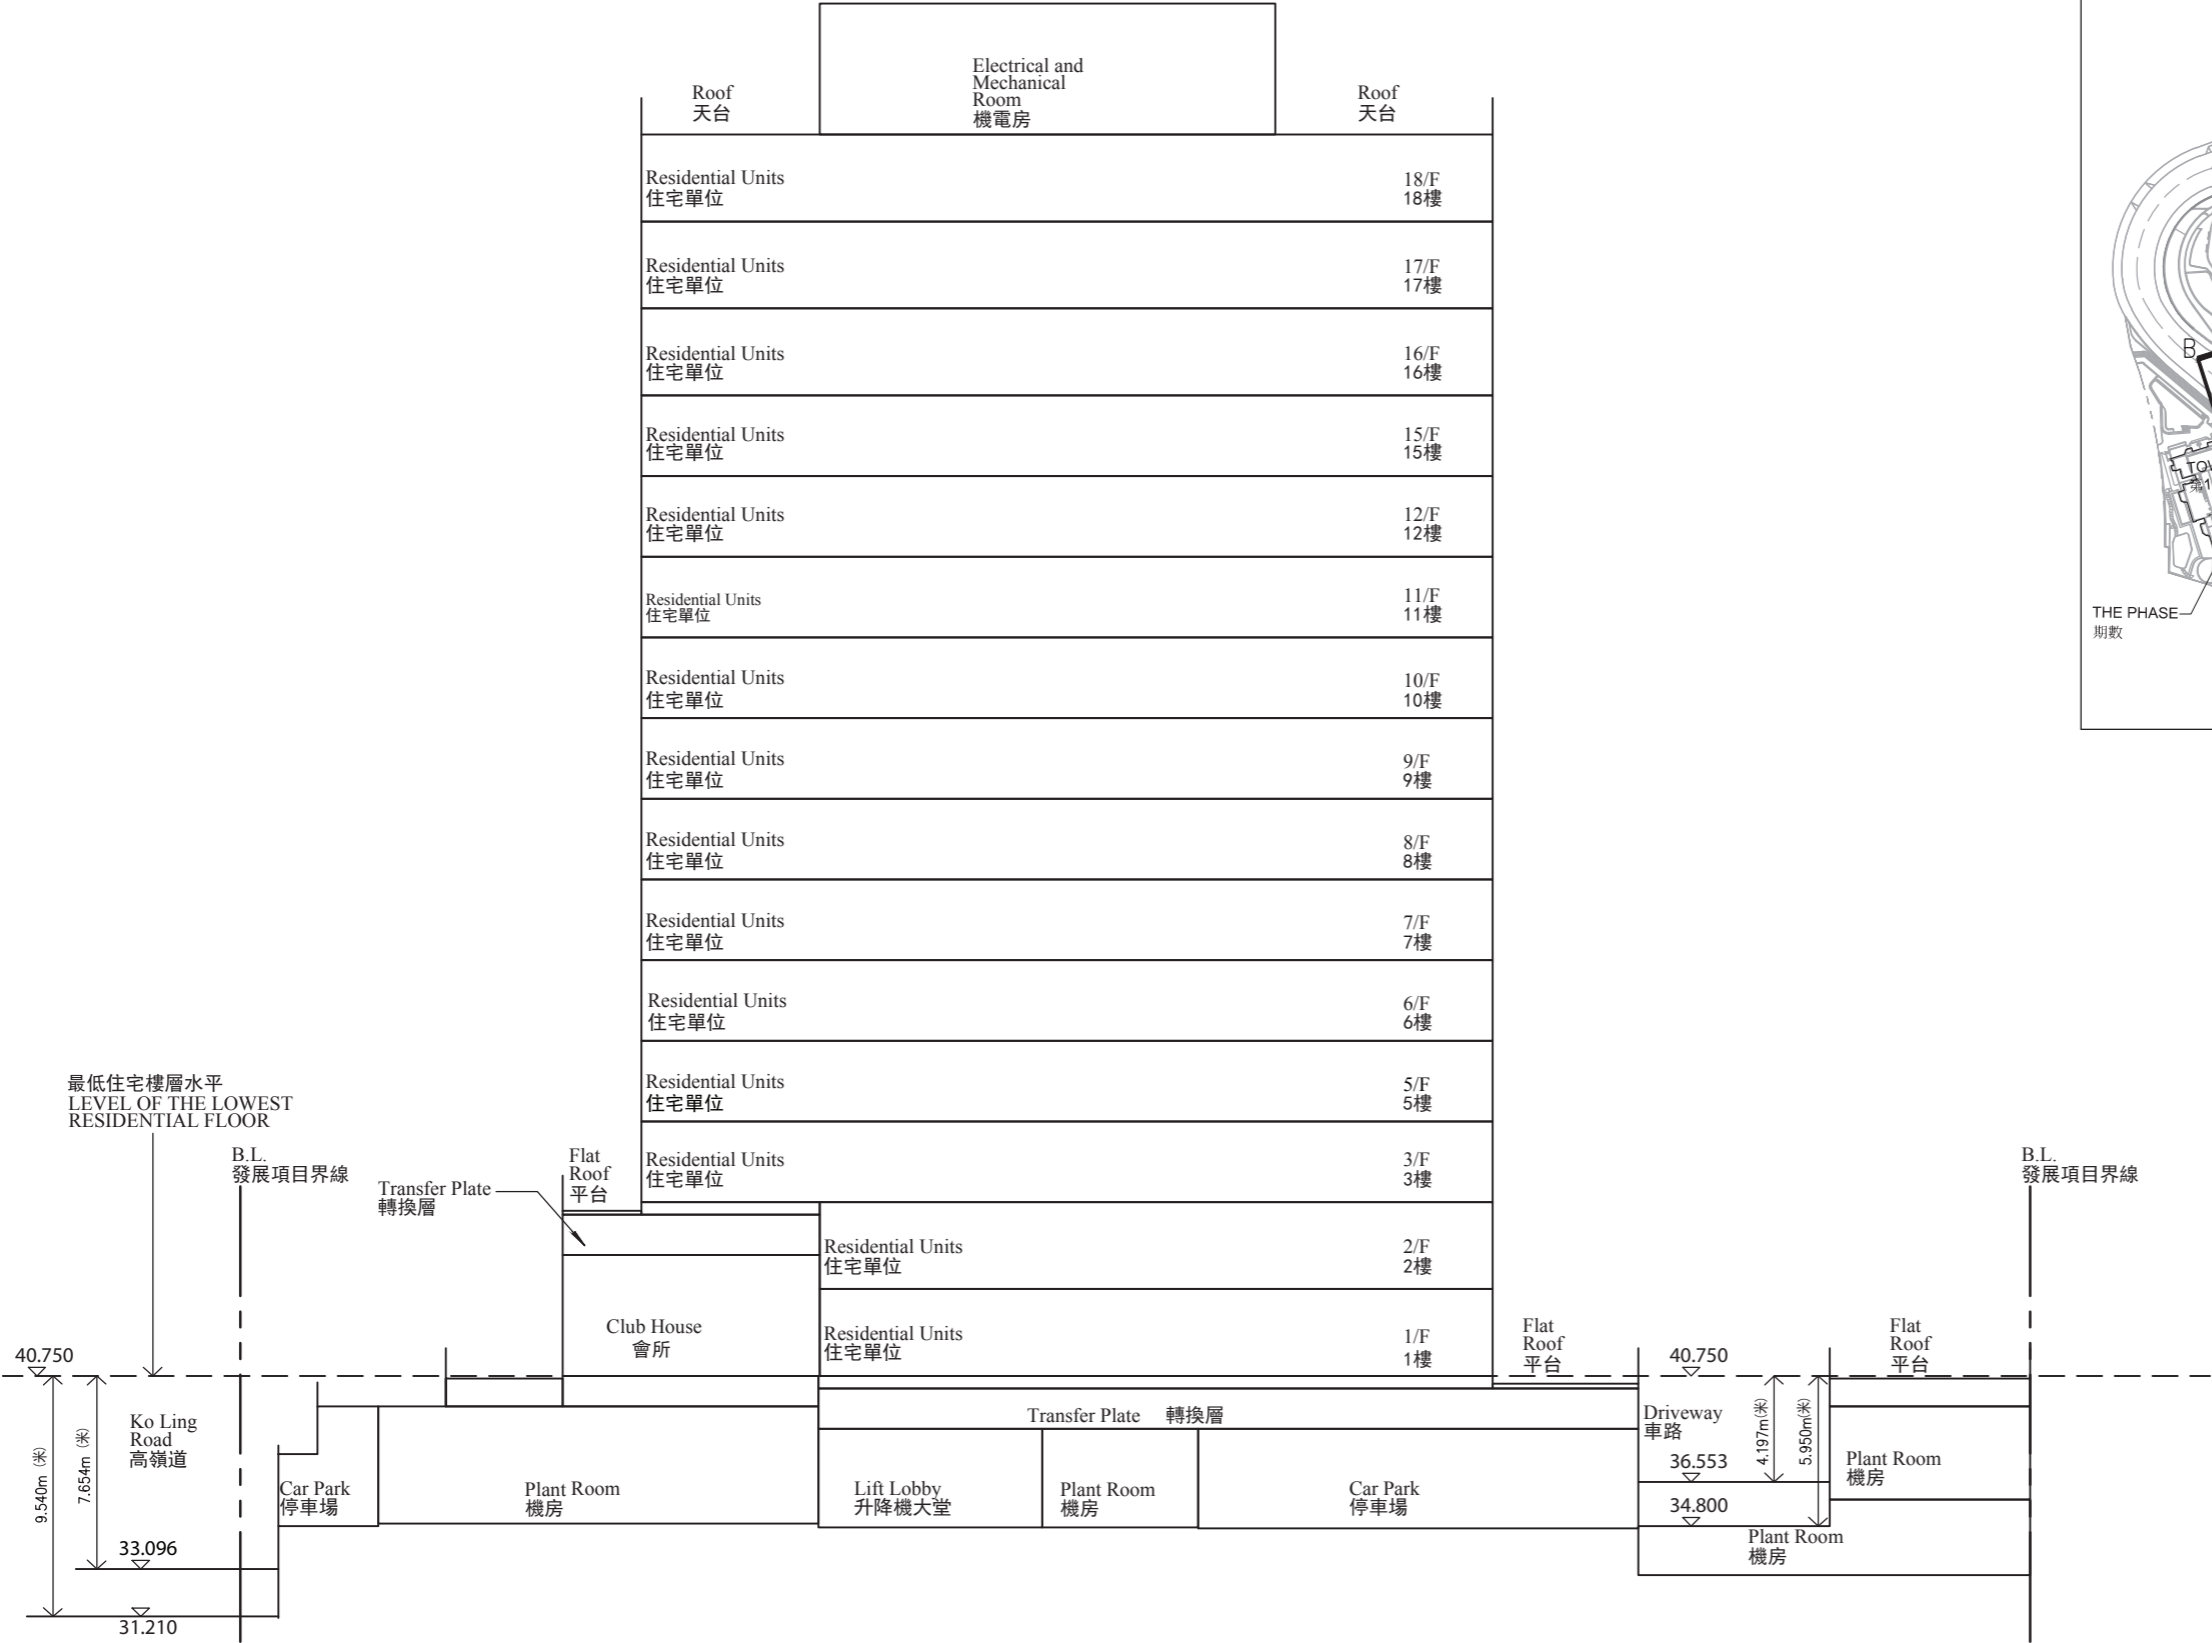 Electrical and
Mechanical
Room
機電房
Roof
天台
Roof
天台
Residential Units
住宅單位
18/F
18樓
Residential Units
住宅單位
17/F
17樓
Residential Units
住宅單位
16/F
16樓
Residential Units
住宅單位
15/F
15樓
Residential Units
住宅單位
12/F
12樓
Residential Units
住宅單位
11/F
11樓
Residential Units
住宅單位
10/F
10樓
Residential Units
住宅單位
9/F
9樓
Residential Units
住宅單位
8/F
8樓
Residential Units
住宅單位
7/F
7樓
Residential Units
住宅單位
6/F
6樓
Residential Units
住宅單位
5/F
5樓
Residential Units
住宅單位
3/F
3樓
Residential Units
住宅單位
2/F
2樓
Residential Units
住宅單位
1/F
1樓
最低住宅樓層水平
LEVEL OF THE LOWEST
RESIDENTIAL FLOOR
B.L.
發展項目界線
Transfer Plate
轉換層
Flat
Roof
平台
Club House
會所
40.750
Ko Ling
Road
高嶺道
9.540m (米)
7.654m (米)
33.096
31.210
Car Park
停車場
Plant Room
機房
Transfer Plate 轉換層
Lift Lobby
升降機大堂
Plant Room
機房
Car Park
停車場
Flat
Roof
平台
40.750
Driveway
車路
4.197m(米)
5.950m(米)
36.553
34.800
Flat
Roof
平台
Plant Room
機房
Plant Room
機房
B.L.
發展項目界線
B
THE PHASE
期數